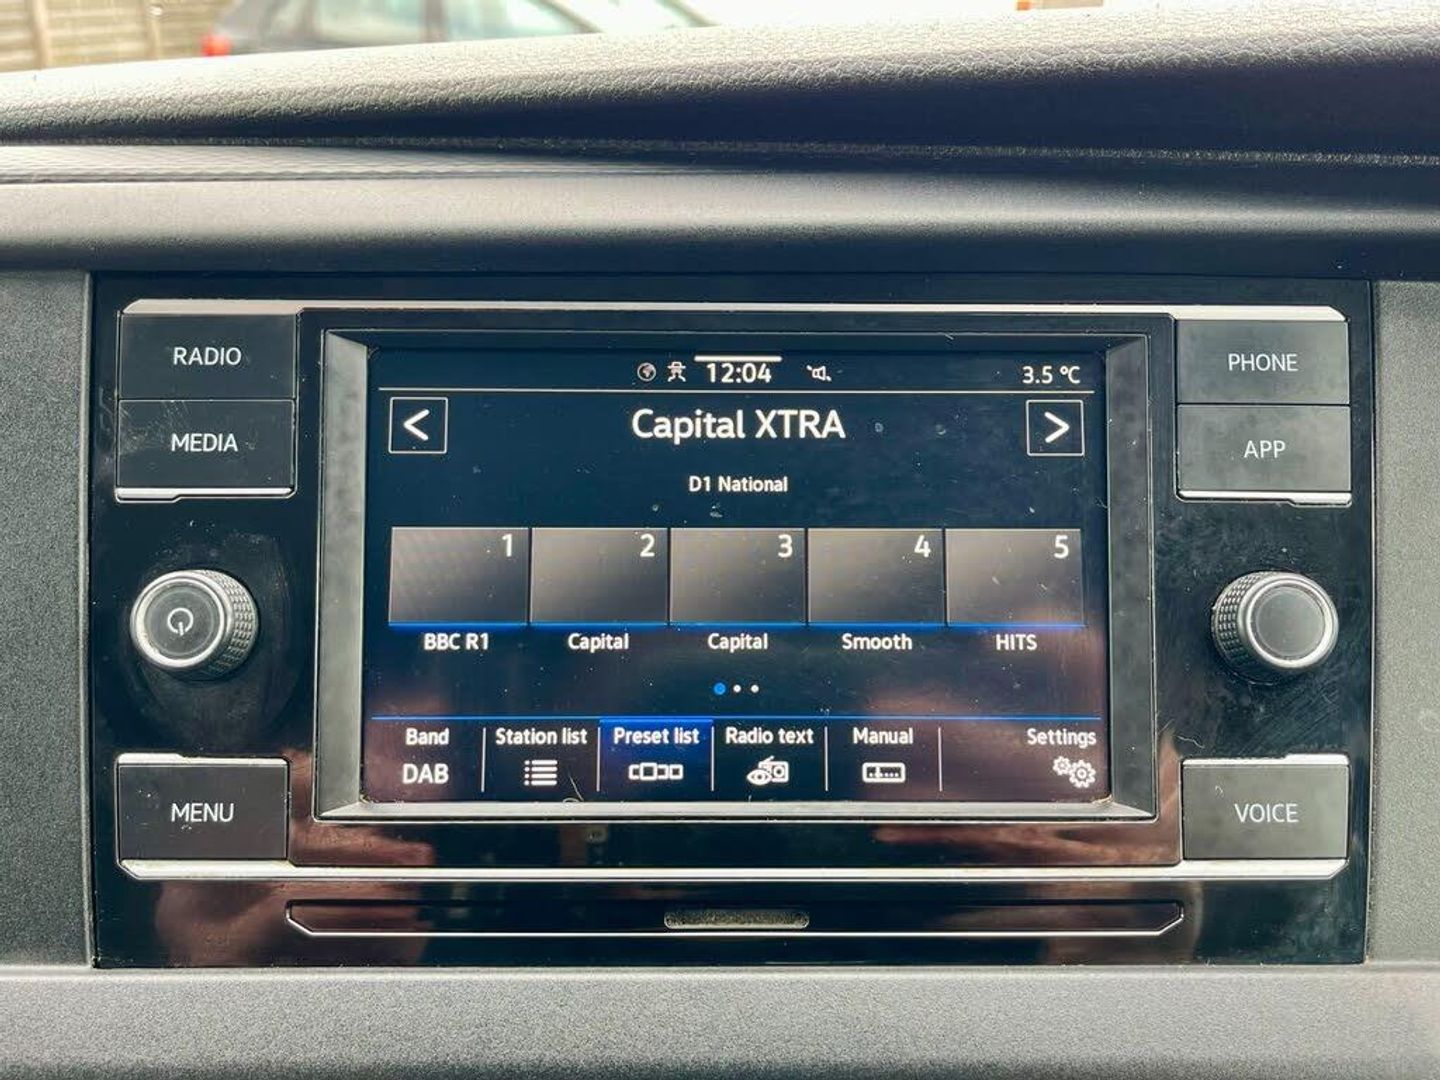 RADIO
MEDIA
MENU
PHONE
APP
VOICE
12:04
3.5 °C
<
Capital XTRA
>
D1 National
1 2 3 4 5
BBC R1 Capital Capital Smooth HITS
Band Station list Preset list Radio text Manual Settings
DAB